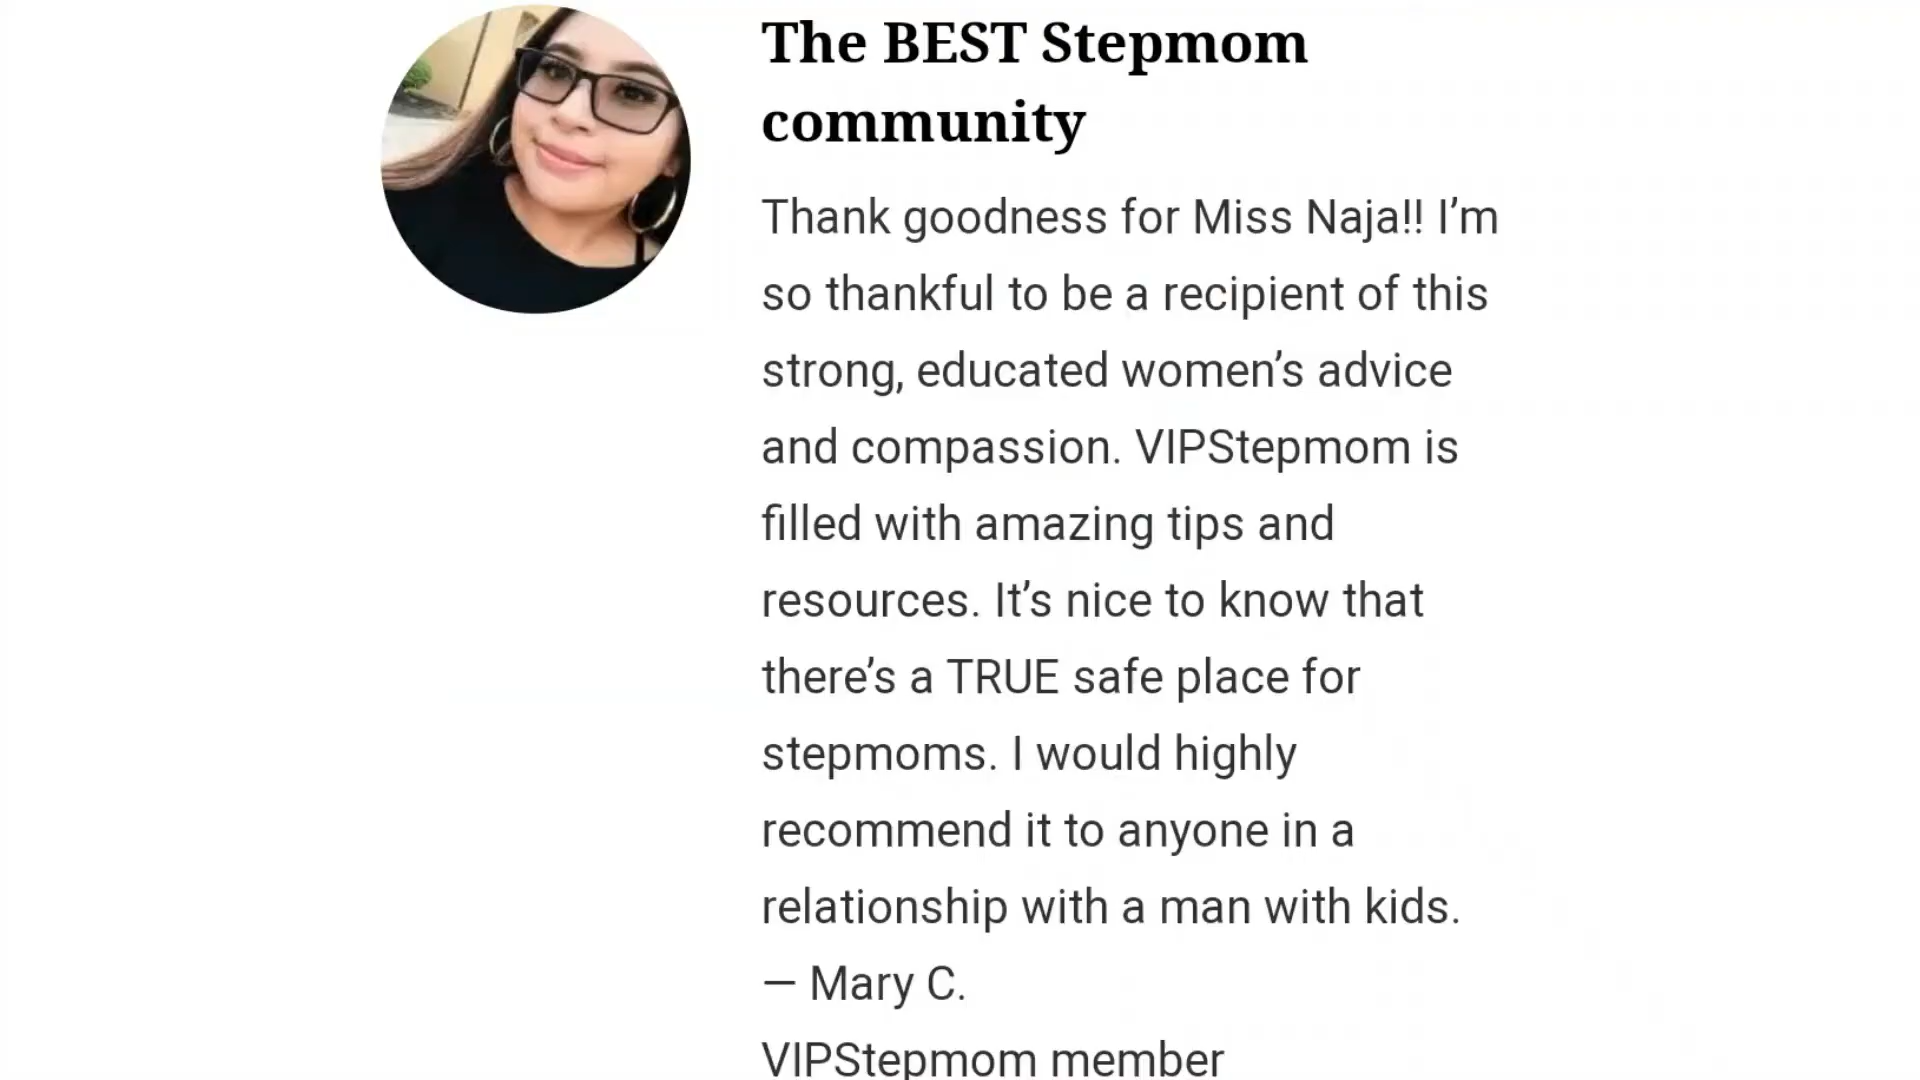 The BEST Stepmom
community
Thank goodness for Miss Naja!! I’m
so thankful to be a recipient of this
strong, educated women’s advice
and compassion. VIPStepmom is
filled with amazing tips and
resources. It’s nice to know that
there’s a TRUE safe place for
stepmoms. I would highly
recommend it to anyone in a
relationship with a man with kids.
— Mary C.
VIPStepmom member